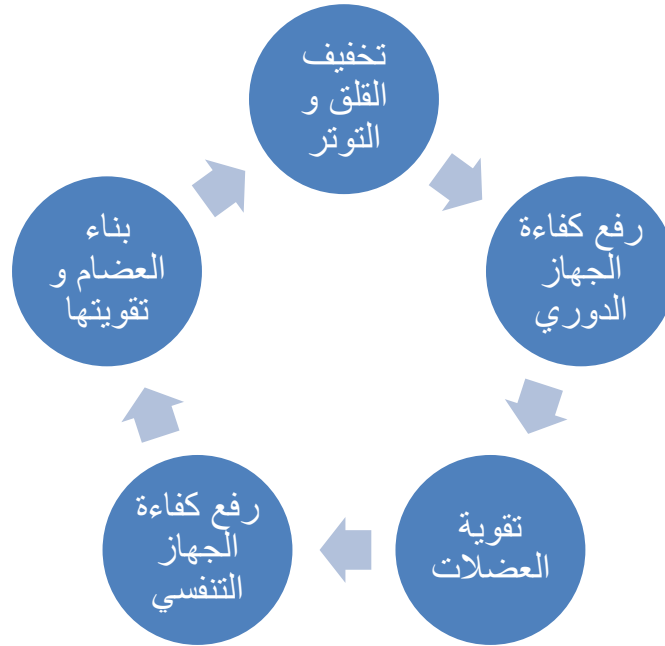 تخفيف
القلق و
التوتر
رفع كفاءة
الجهاز
الدوري
تقوية
العضلات
رفع كفاءة
الجهاز
التنفسي
بناء
العضام و
تقويتها